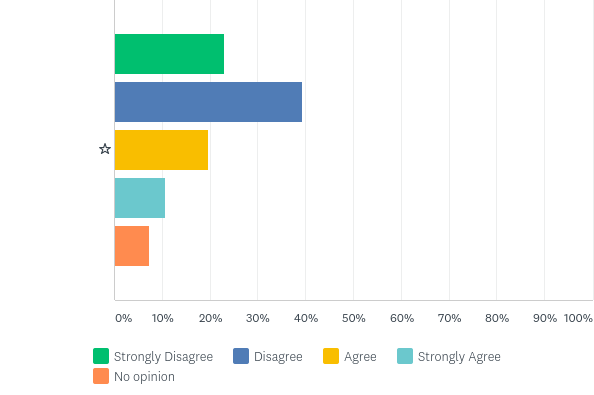 0% 10% 20% 30% 40% 50% 60% 70% 80% 90% 100%
Strongly Disagree Disagree Agree Strongly Agree
No opinion